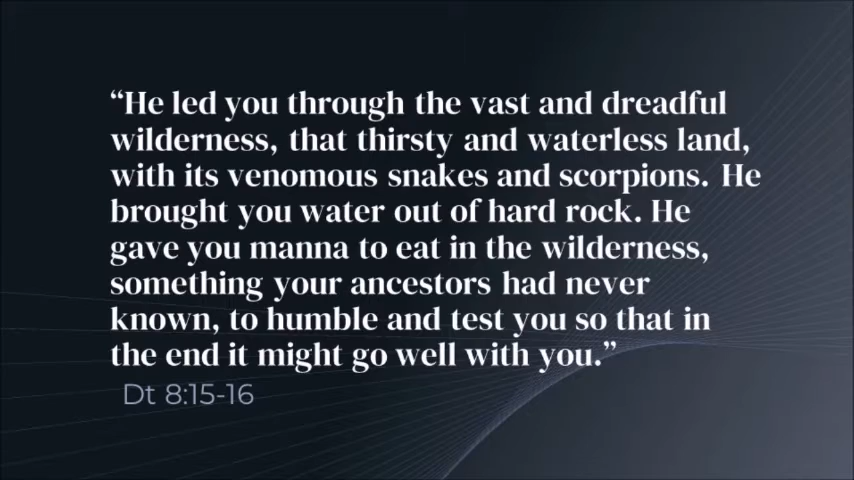 “He led you through the vast and dreadful
wilderness, that thirsty and waterless land,
with its venomous snakes and scorpions. He
brought you water out of hard rock. He
gave you manna to eat in the wilderness,
something your ancestors had never
known, to humble and test you so that in
the end it might go well with you.”
Dt 8:15-16